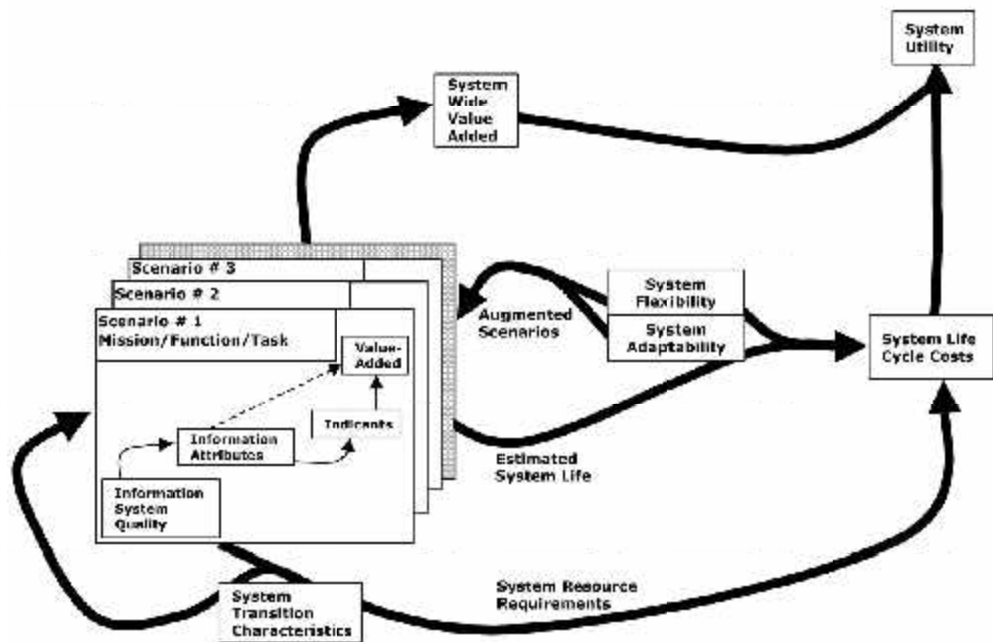 System
Utility
System
Wide
Value
Added
Scenario # 3
Scenario # 2
Scenario # 1
Mission/Function/Task
Value-
Added
Indicants
Information
Attributes
Information
System
Quality
Augmented
Scenarios
System
Flexibility
System
Adaptability
System Life
Cycle Costs
Estimated
System Life
System Resource
Requirements
System
Transition
Characteristics